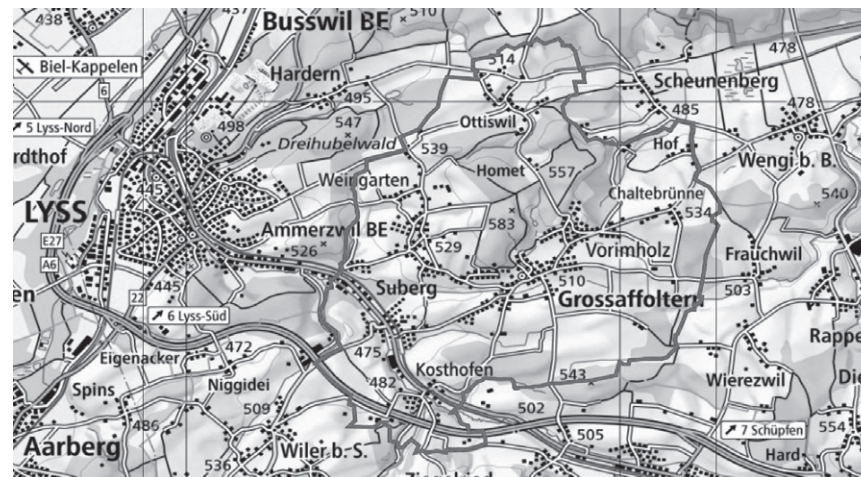 510
438
437
Busswil BE
514
478
Biel-Kappelen
Hardern
Scheunenberg
6
495
485
478
5 Lyss-Nord
498
547
Ottiswil
Dreihubelwald
539
Hof
Wengi b. B.
rdthof
Homet
557
445
Weingarten
Chaltebrünne
540
LYSS
583
534
Ammerzwil BE
E27
526
529
Vorimholz
Frauchwil
A6
445
510
en
22
Suberg
Grossaffoltern
503
6 Lyss-Süd
Rappe
Eigenacker
472
475
Kosthofen
543
Wierezwil
Die
Spins
Niggidei
482
509
502
7 Schüpfen
486
505
554
Aarberg
536
Wiler b. S.
Hard